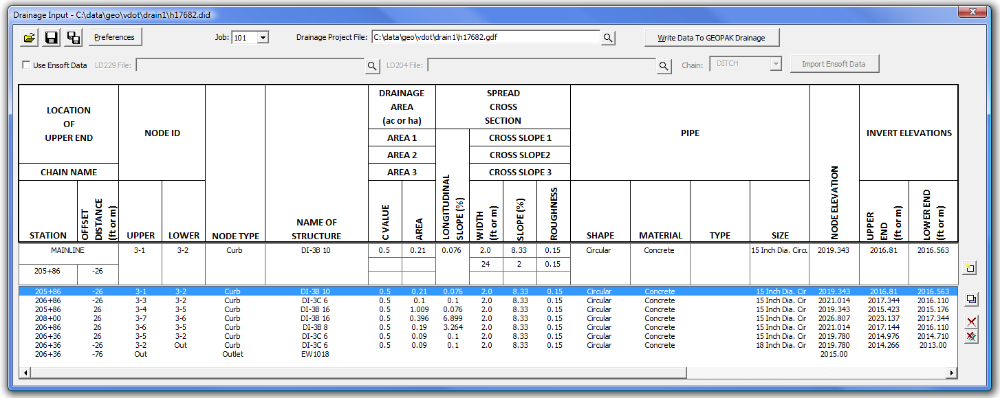 Drainage Input - C:\data\geo\vdot\drain1\h17682.did
Preferences Job: 101 Drainage Project File: C:\data\geo\vdot\drain1\h17682.gdf Write Data To GEOPAK Drainage
Use Ensoft Data LD229 File: LD204 File: Chain: DITCH Import Ensoft Data
LOCATION OF UPPER END
CHAIN NAME
STATION
OFFSET DISTANCE (ft or m)
NODE ID
UPPER
LOWER
NODE TYPE
NAME OF STRUCTURE
DRAINAGE AREA (ac or ha)
AREA 1
AREA 2
AREA 3
C VALUE
AREA
SPREAD CROSS SECTION
LONGITUDINAL SLOPE (%)
CROSS SLOPE 1
CROSS SLOPE2
CROSS SLOPE 3
WIDTH (ft or m)
SLOPE (%)
ROUGHNESS
PIPE
SHAPE
MATERIAL
TYPE
SIZE
NODE ELEVATION
INVERT ELEVATIONS
UPPER END (ft or m)
LOWER END (ft or m)
MAINLINE 3-1 3-2 Curb DI-3B 10 0.5 0.21 0.076 2.0 8.33 0.15 Circular Concrete 15 Inch Dia. Circu 2019.343 2016.81 2016.563
24 2 0.15
205+86 -26
205+86 -26 3-1 3-2 Curb DI-3B 10 0.5 0.21 0.076 2.0 8.33 0.15 Circular Concrete 15 Inch Dia. Cir 2019.343 2016.81 2016.563
206+86 -26 3-3 3-2 Curb DI-3C 6 0.5 0.1 0.1 2.0 8.33 0.15 Circular Concrete 15 Inch Dia. Cir 2021.014 2017.344 2016.110
205+86 26 3-4 3-5 Curb DI-3B 16 0.5 1.009 0.076 2.0 8.33 0.15 Circular Concrete 15 Inch Dia. Cir 2019.343 2015.423 2015.176
208+00 26 3-7 3-6 Curb DI-3B 16 0.5 0.396 6.899 2.0 8.33 0.15 Circular Concrete 15 Inch Dia. Cir 2026.807 2023.137 2017.344
206+86 26 3-6 3-5 Curb DI-3B 8 0.5 0.19 3.264 2.0 8.33 0.15 Circular Concrete 15 Inch Dia. Cir 2021.014 2017.144 2016.110
206+36 26 3-5 3-2 Curb DI-3C 6 0.5 0.09 0.1 2.0 8.33 0.15 Circular Concrete 15 Inch Dia. Cir 2019.780 2014.976 2014.710
206+36 -26 3-2 Out Curb DI-3C 6 0.5 0.09 0.1 2.0 8.33 0.15 Circular Concrete 18 Inch Dia. Cir 2019.780 2014.266 2013.00
206+36 -76 Out Outlet EW1018 2015.00